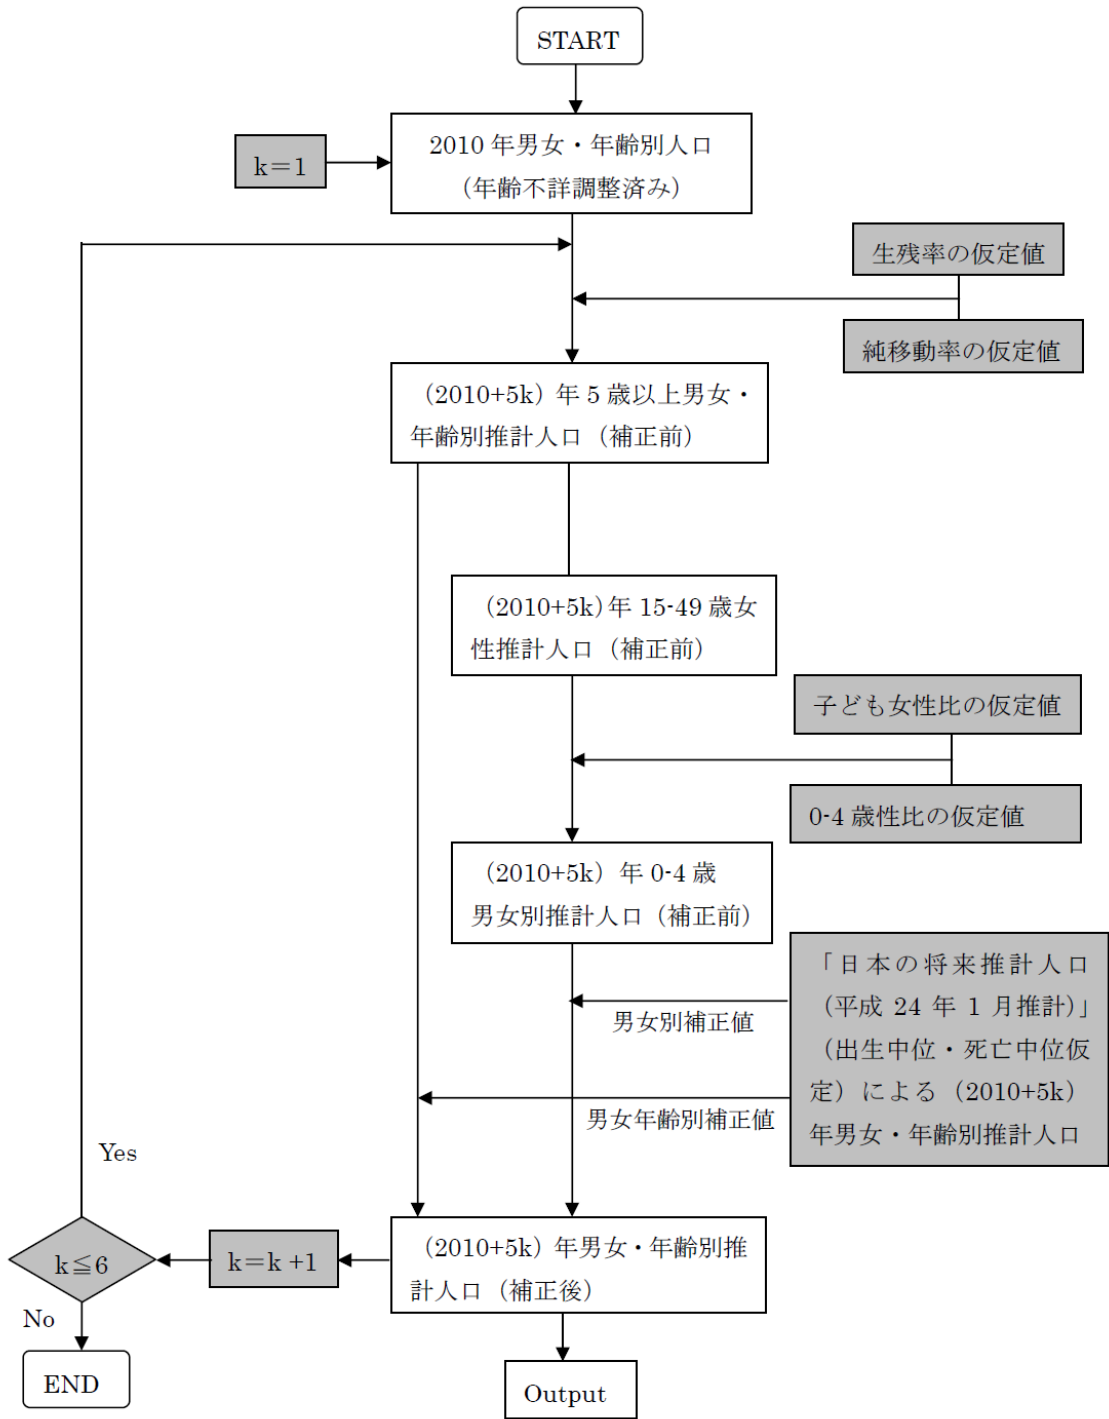 START
2010 年男女・年齢別人口
（年齢不詳調整済み）
k＝1
生残率の仮定値
純移動率の仮定値
（2010+5k）年 5 歳以上男女・
年齢別推計人口（補正前）
（2010+5k)年 15-49 歳女
性推計人口（補正前）
子ども女性比の仮定値
0-4 歳性比の仮定値
（2010+5k）年 0-4 歳
男女別推計人口（補正前）
「日本の将来推計人口
（平成 24 年 1 月推計）」
（出生中位・死亡中位仮
定）による（2010+5k）
年男女・年齢別推計人口
男女別補正値
男女年齢別補正値
Yes
（2010+5k）年男女・年齢別推
計人口（補正後）
k＝k +1
k≦6
No
END
Output